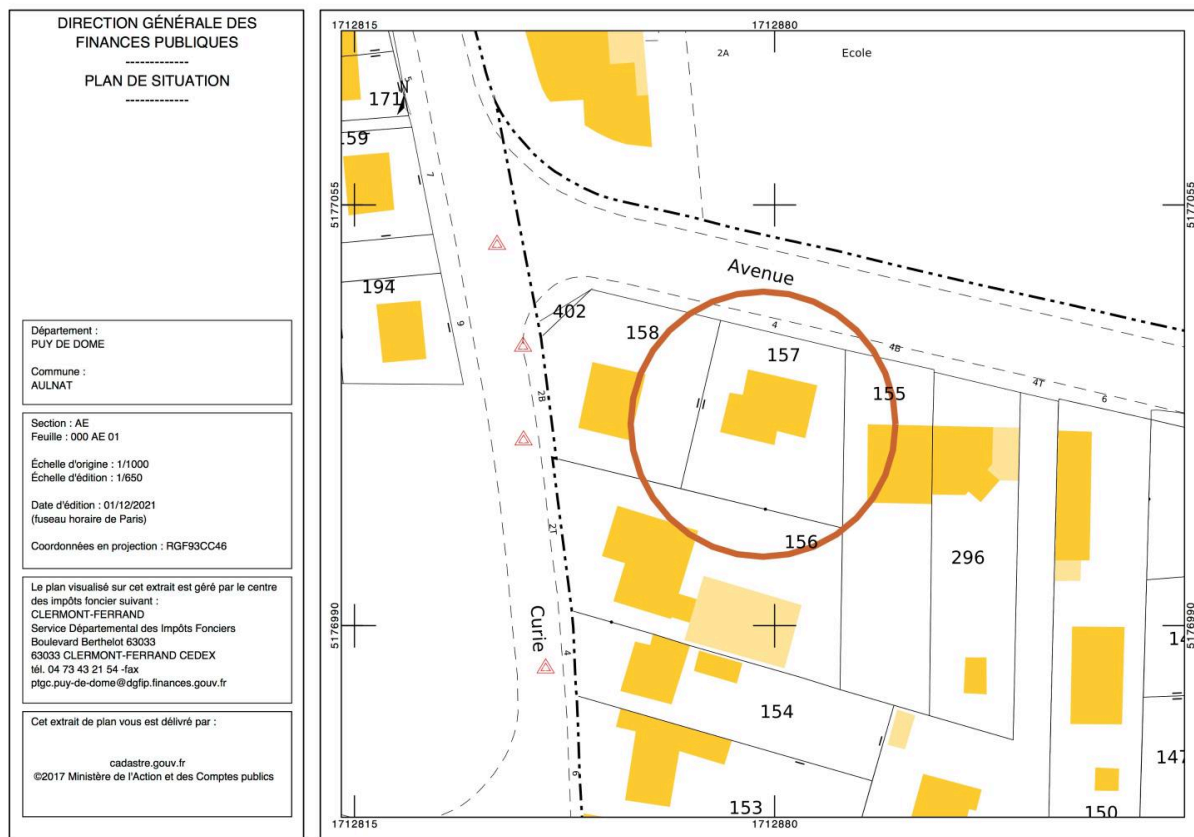 DIRECTION GÉNÉRALE DES
FINANCES PUBLIQUES
-------------
PLAN DE SITUATION
-------------
Département :
PUY DE DOME
Commune :
AULNAT
Section : AE
Feuille : 000 AE 01
Échelle d'origine : 1/1000
Échelle d'édition : 1/650
Date d'édition : 01/12/2021
(fuseau horaire de Paris)
Coordonnées en projection : RGF93CC46
Le plan visualisé sur cet extrait est géré par le centre
des impôts foncier suivant :
CLERMONT-FERRAND
Service Départemental des Impôts Fonciers
Boulevard Berthelot 63033
63033 CLERMONT-FERRAND CEDEX
tél. 04 73 43 21 54 -fax
ptgc.puy-de-dome@dgfip.finances.gouv.fr
Cet extrait de plan vous est délivré par :
cadastre.gouv.fr
©2017 Ministère de l'Action et des Comptes publics
1712815
1712880
2A
Ecole
5
N
171
159
7
5177055
5177055
Avenue
194
402
158
4
157
4B
9
155
4T
6
2B
2T
156
296
Curie
5176990
5176990
4
154
147
6
153
150
1712815
1712880